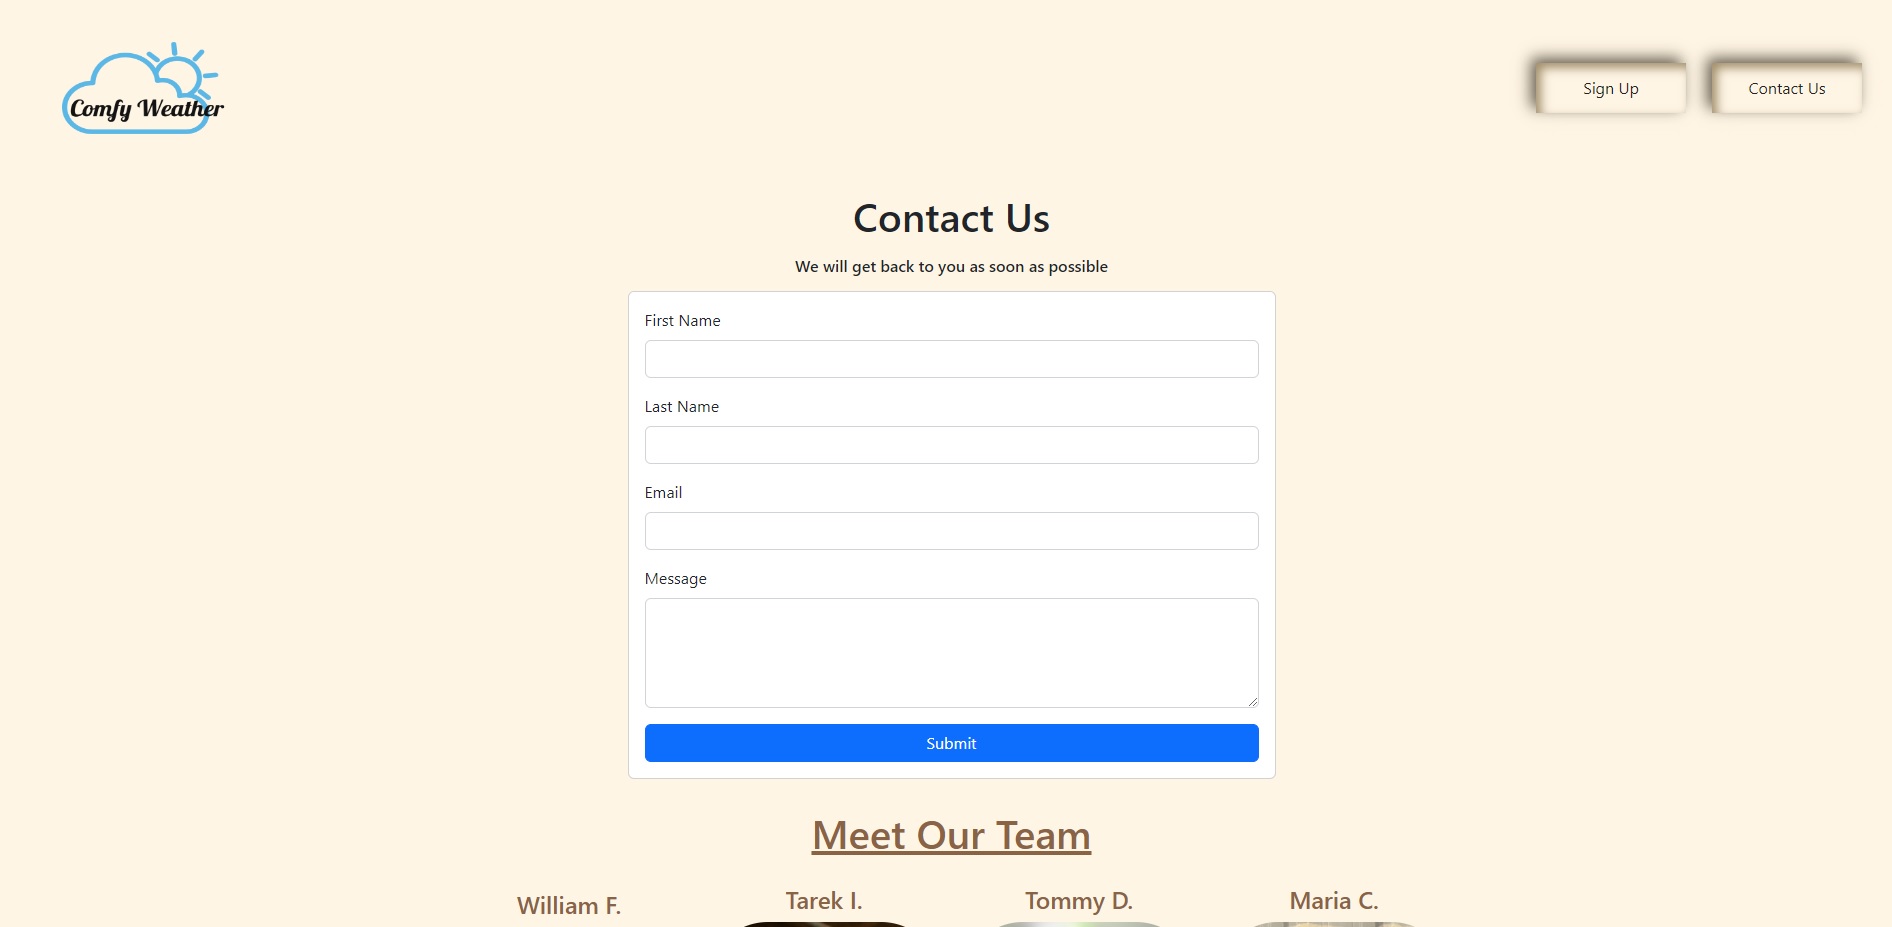 Comfy Weather
Sign Up
Contact Us
Contact Us
We will get back to you as soon as possible
First Name
Last Name
Email
Message
Submit
Meet Our Team
William F.
Tarek I.
Tommy D.
Maria C.